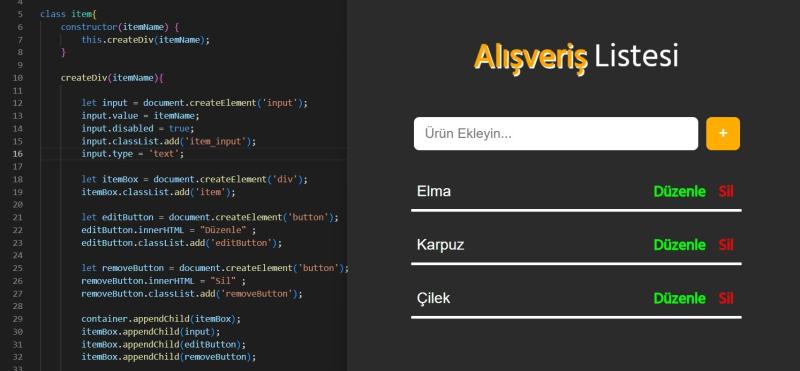 4
5 class item{
6 constructor(itemName) {
7 this.createDiv(itemName);
8 }
9
10 createDiv(itemName){
11
12 let input = document.createElement('input');
13 input.value = itemName;
14 input.disabled = true;
15 input.classList.add('item_input');
16 input.type = 'text';
17
18 let itemBox = document.createElement('div');
19 itemBox.classList.add('item');
20
21 let editButton = document.createElement('button');
22 editButton.innerHTML = "Düzenle" ;
23 editButton.classList.add('editButton');
24
25 let removeButton = document.createElement('button');
26 removeButton.innerHTML = "Sil" ;
27 removeButton.classList.add('removeButton');
28
29 container.appendChild(itemBox);
30 itemBox.appendChild(input);
31 itemBox.appendChild(editButton);
32 itemBox.appendChild(removeButton);
33
Alışveriş Listesi
Ürün Ekleyin... +
Elma Düzenle Sil
Karpuz Düzenle Sil
Çilek Düzenle Sil